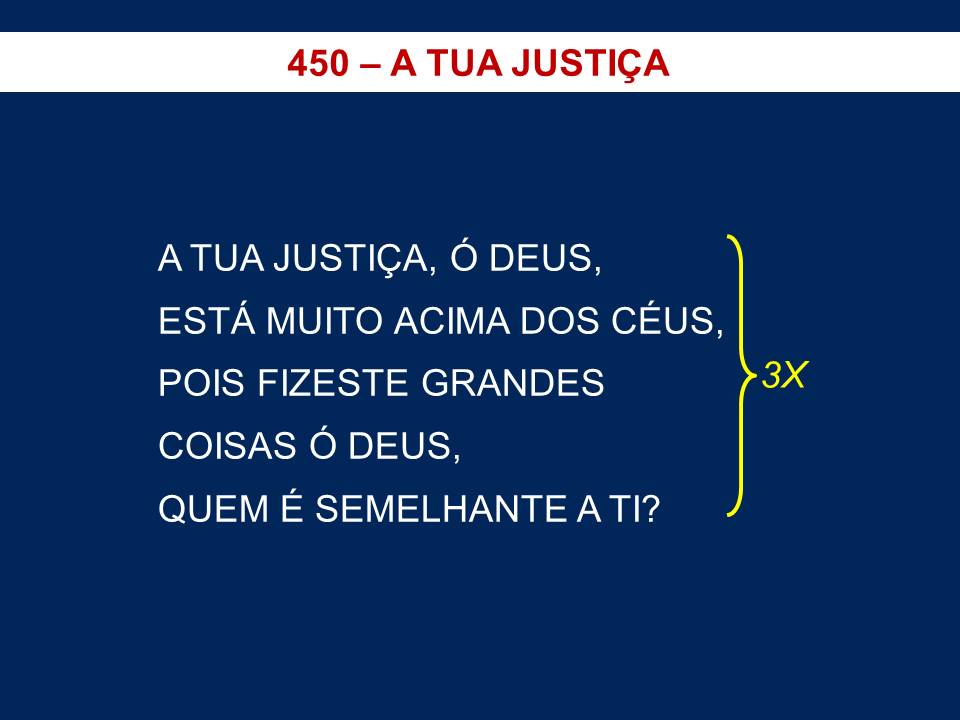 450 – A TUA JUSTIÇA
A TUA JUSTIÇA, Ó DEUS,
ESTÁ MUITO ACIMA DOS CÉUS,
POIS FIZESTE GRANDES
COISAS Ó DEUS,
QUEM É SEMELHANTE A TI?
3X